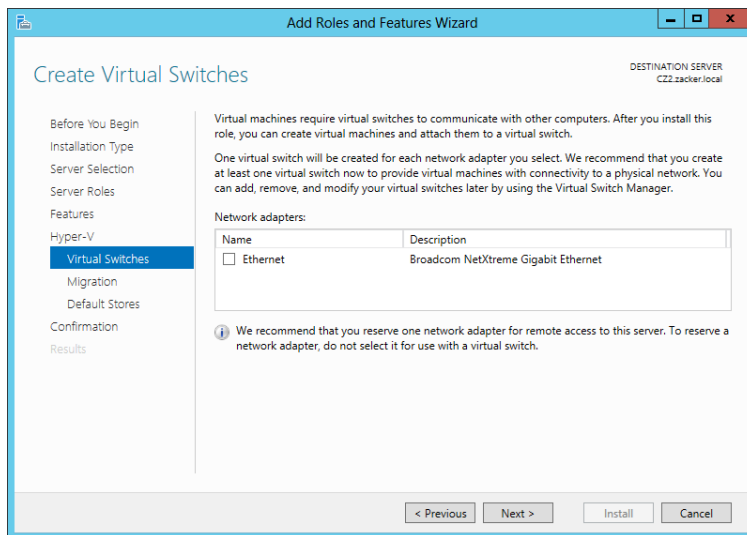 Add Roles and Features Wizard
Create Virtual Switches
DESTINATION SERVER
CZ2.zacker.local
Before You Begin
Installation Type
Server Selection
Server Roles
Features
Hyper-V
Virtual Switches
Migration
Default Stores
Confirmation
Results
Virtual machines require virtual switches to communicate with other computers. After you install this
role, you can create virtual machines and attach them to a virtual switch.
One virtual switch will be created for each network adapter you select. We recommend that you create
at least one virtual switch now to provide virtual machines with connectivity to a physical network. You
can add, remove, and modify your virtual switches later by using the Virtual Switch Manager.
Network adapters:
Name Description
Ethernet Broadcom NetXtreme Gigabit Ethernet
We recommend that you reserve one network adapter for remote access to this server. To reserve a
network adapter, do not select it for use with a virtual switch.
< Previous Next > Install Cancel